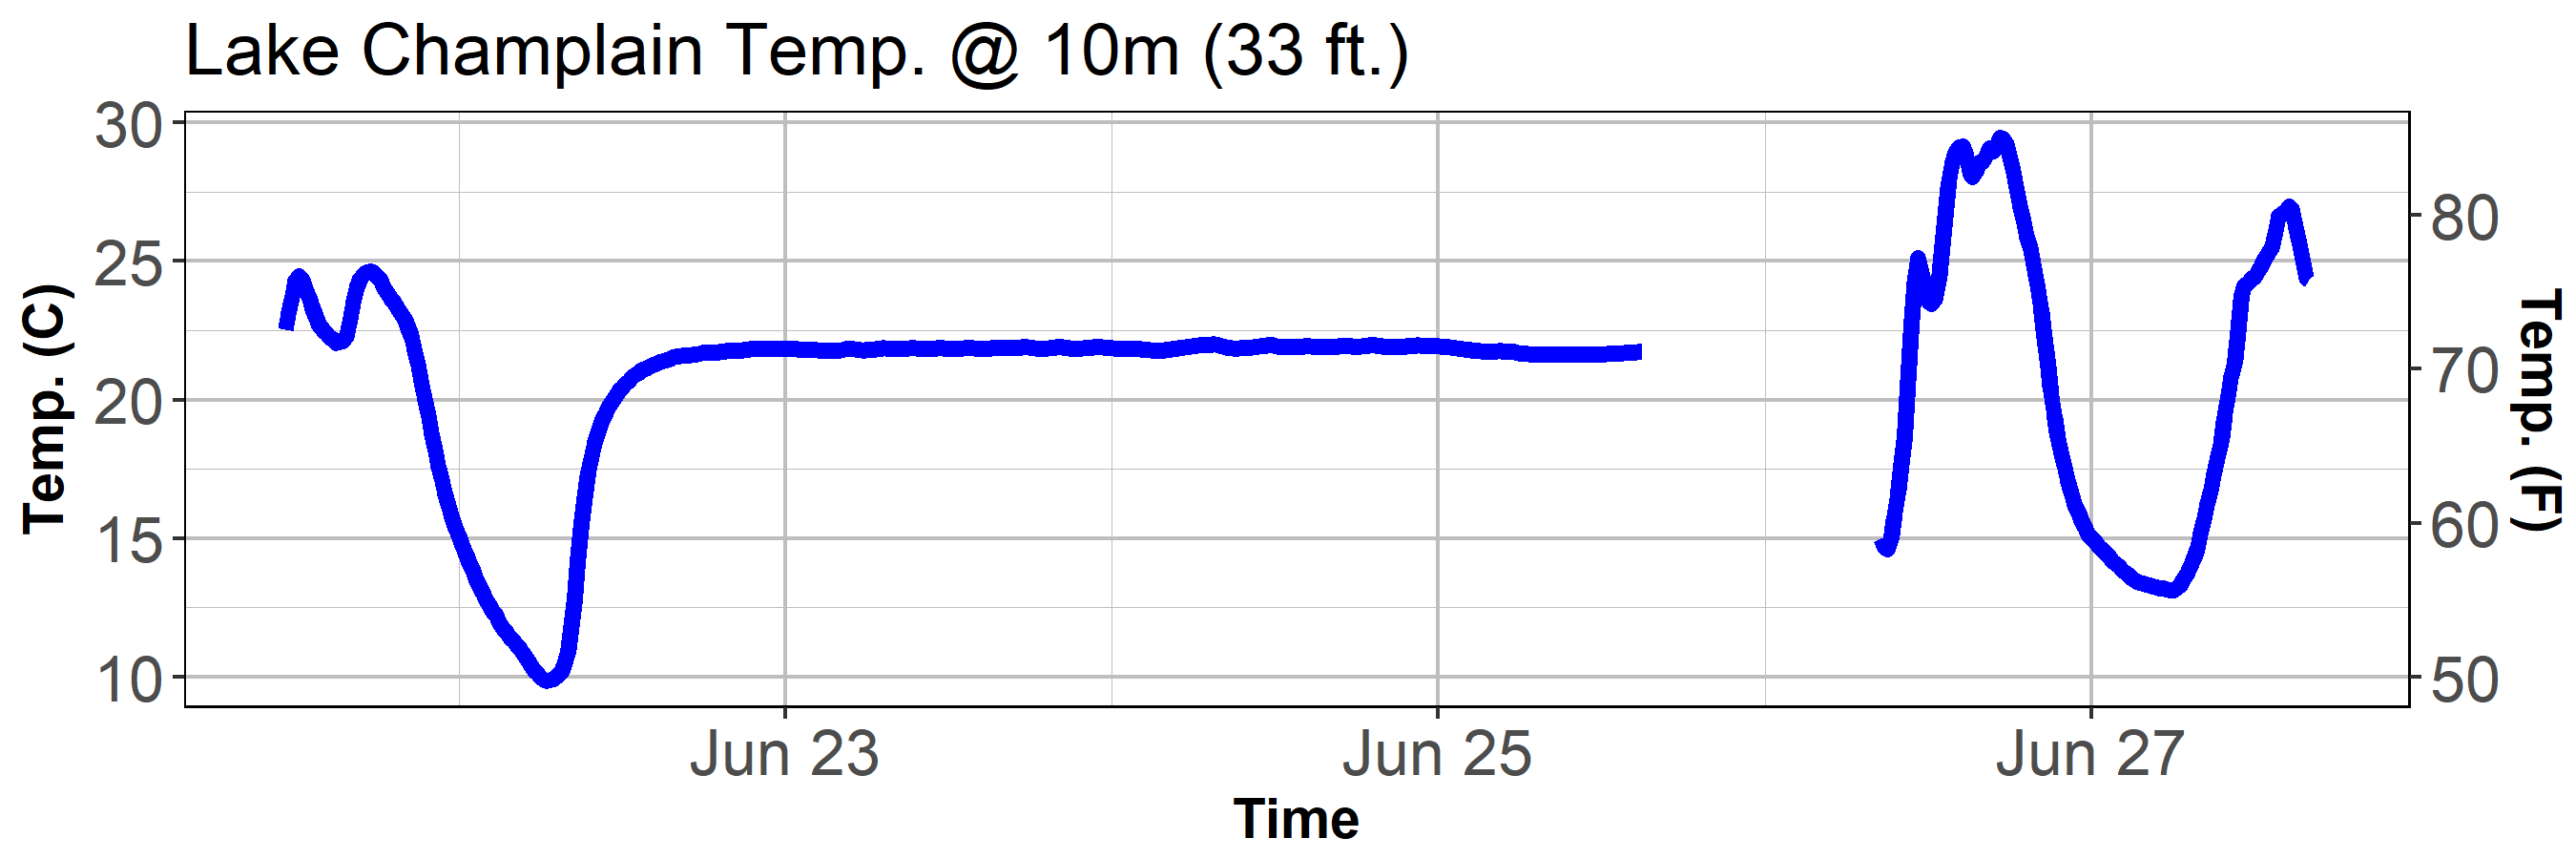 Lake Champlain Temp. @ 10m (33 ft.)
Temp. (C)
30
25
20
15
10
80
70
60
50
Temp. (F)
Jun 23
Jun 25
Jun 27
Time